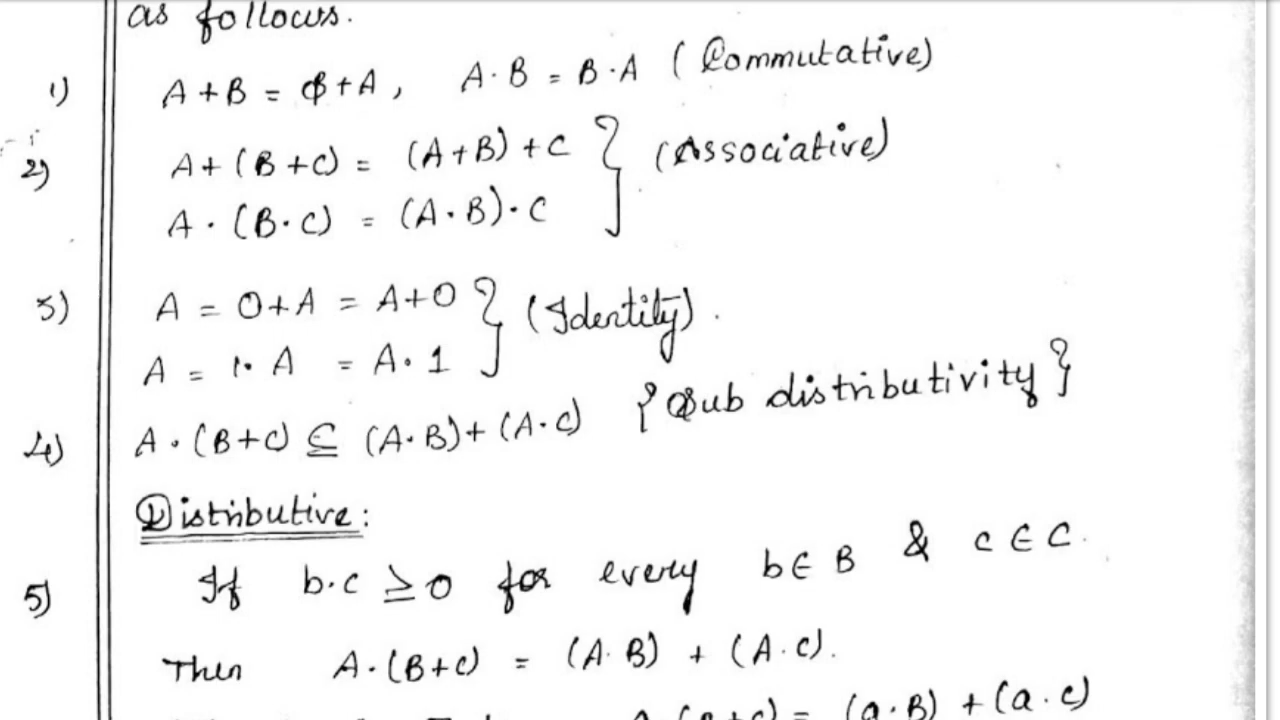 as follows.
1) A+B = B+A, A·B = B·A (Commutative)
2) A+(B+C) = (A+B)+C } (Associative)
A·(B·C) = (A·B)·C
3) A = 0+A = A+0 } (Identity).
A = 1·A = A·1
4) A·(B+C) ⊆ (A·B)+(A·C) {Sub distributivity}
Distributive:
5) If b·c ≥ 0 for every b∈B & c∈C.
Then A·(B+C) = (A·B) + (A·C).
= (a·B) + (a·c)